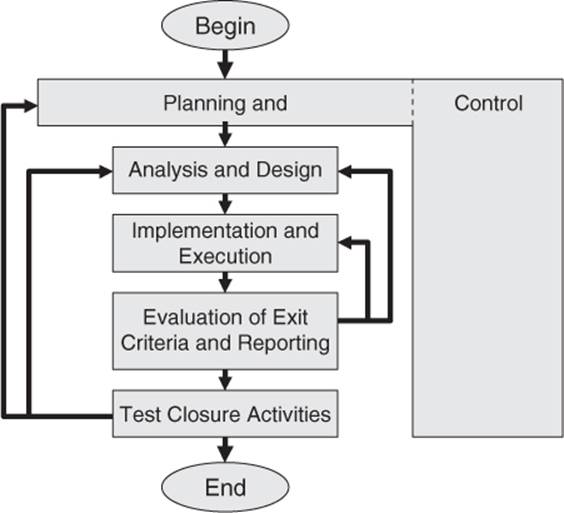 Begin
Planning and
Control
Analysis and Design
Implementation and
Execution
Evaluation of Exit
Criteria and Reporting
Test Closure Activities
End